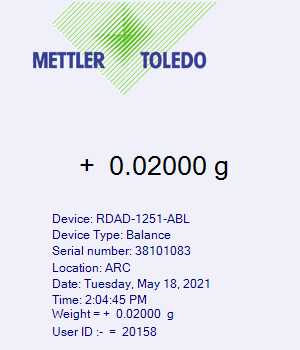 METTLER TOLEDO
+ 0.02000 g
Device: RDAD-1251-ABL
Device Type: Balance
Serial number: 38101083
Location: ARC
Date: Tuesday, May 18, 2021
Time: 2:04:45 PM
Weight = + 0.02000 g
User ID :- = 20158